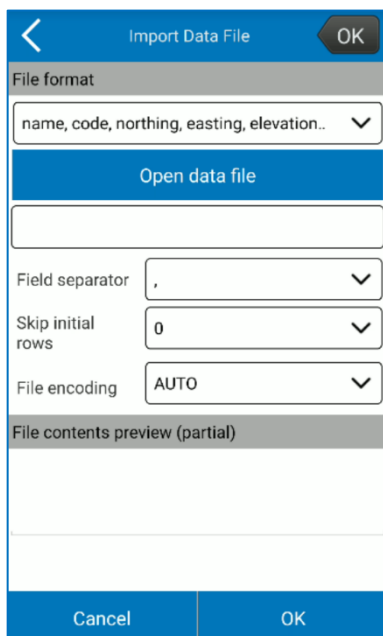 Import Data File
OK
File format
name, code, northing, easting, elevation..
Open data file
Field separator
,
Skip initial
rows
0
File encoding
AUTO
File contents preview (partial)
Cancel
OK